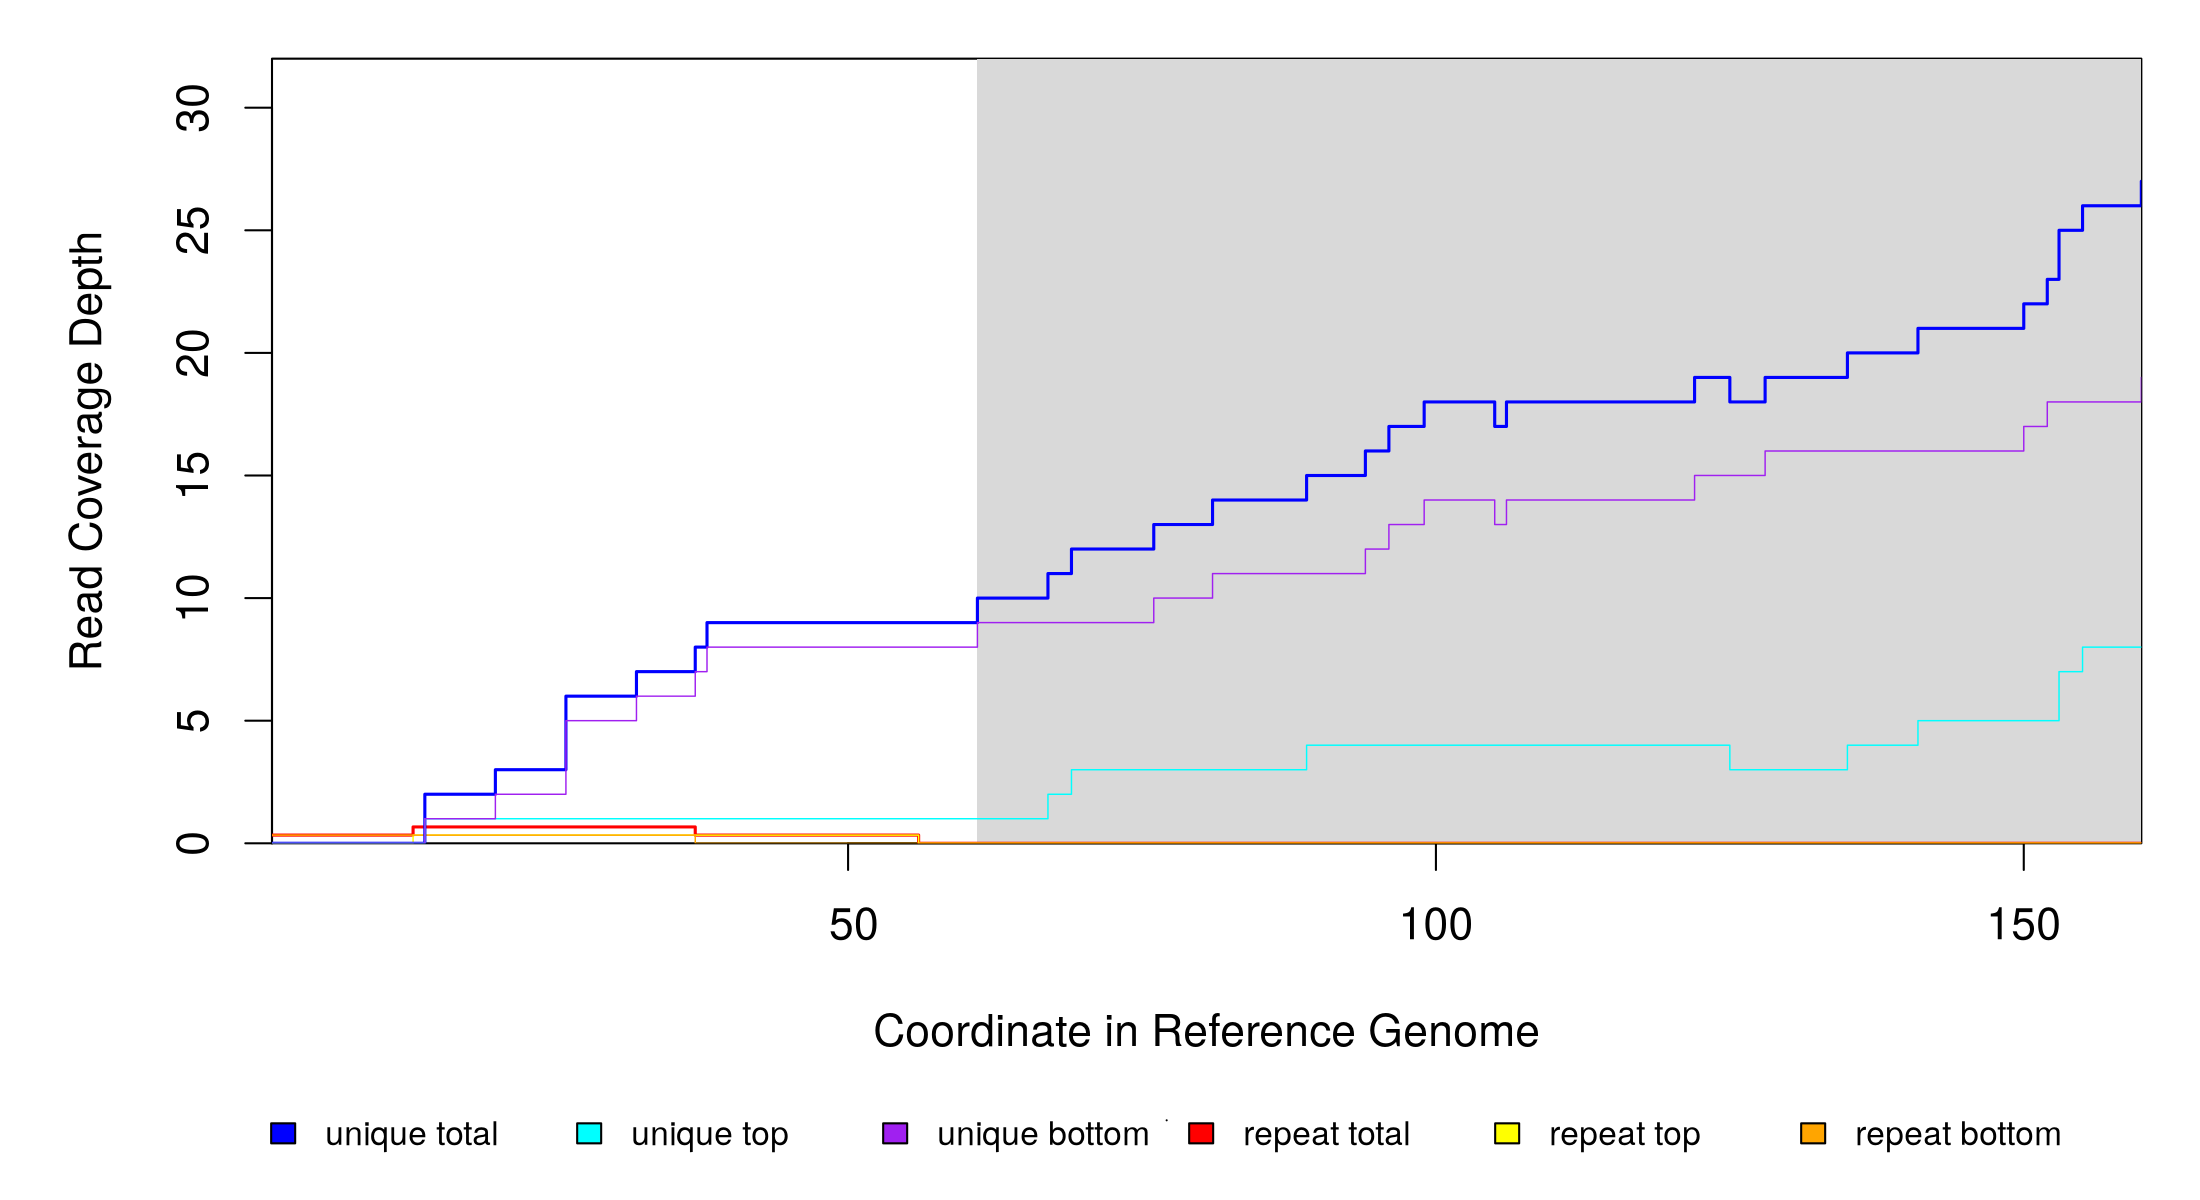 Read Coverage Depth
30
25
20
15
10
5
0
50 100 150
Coordinate in Reference Genome
unique total unique top unique bottom repeat total repeat top repeat bottom